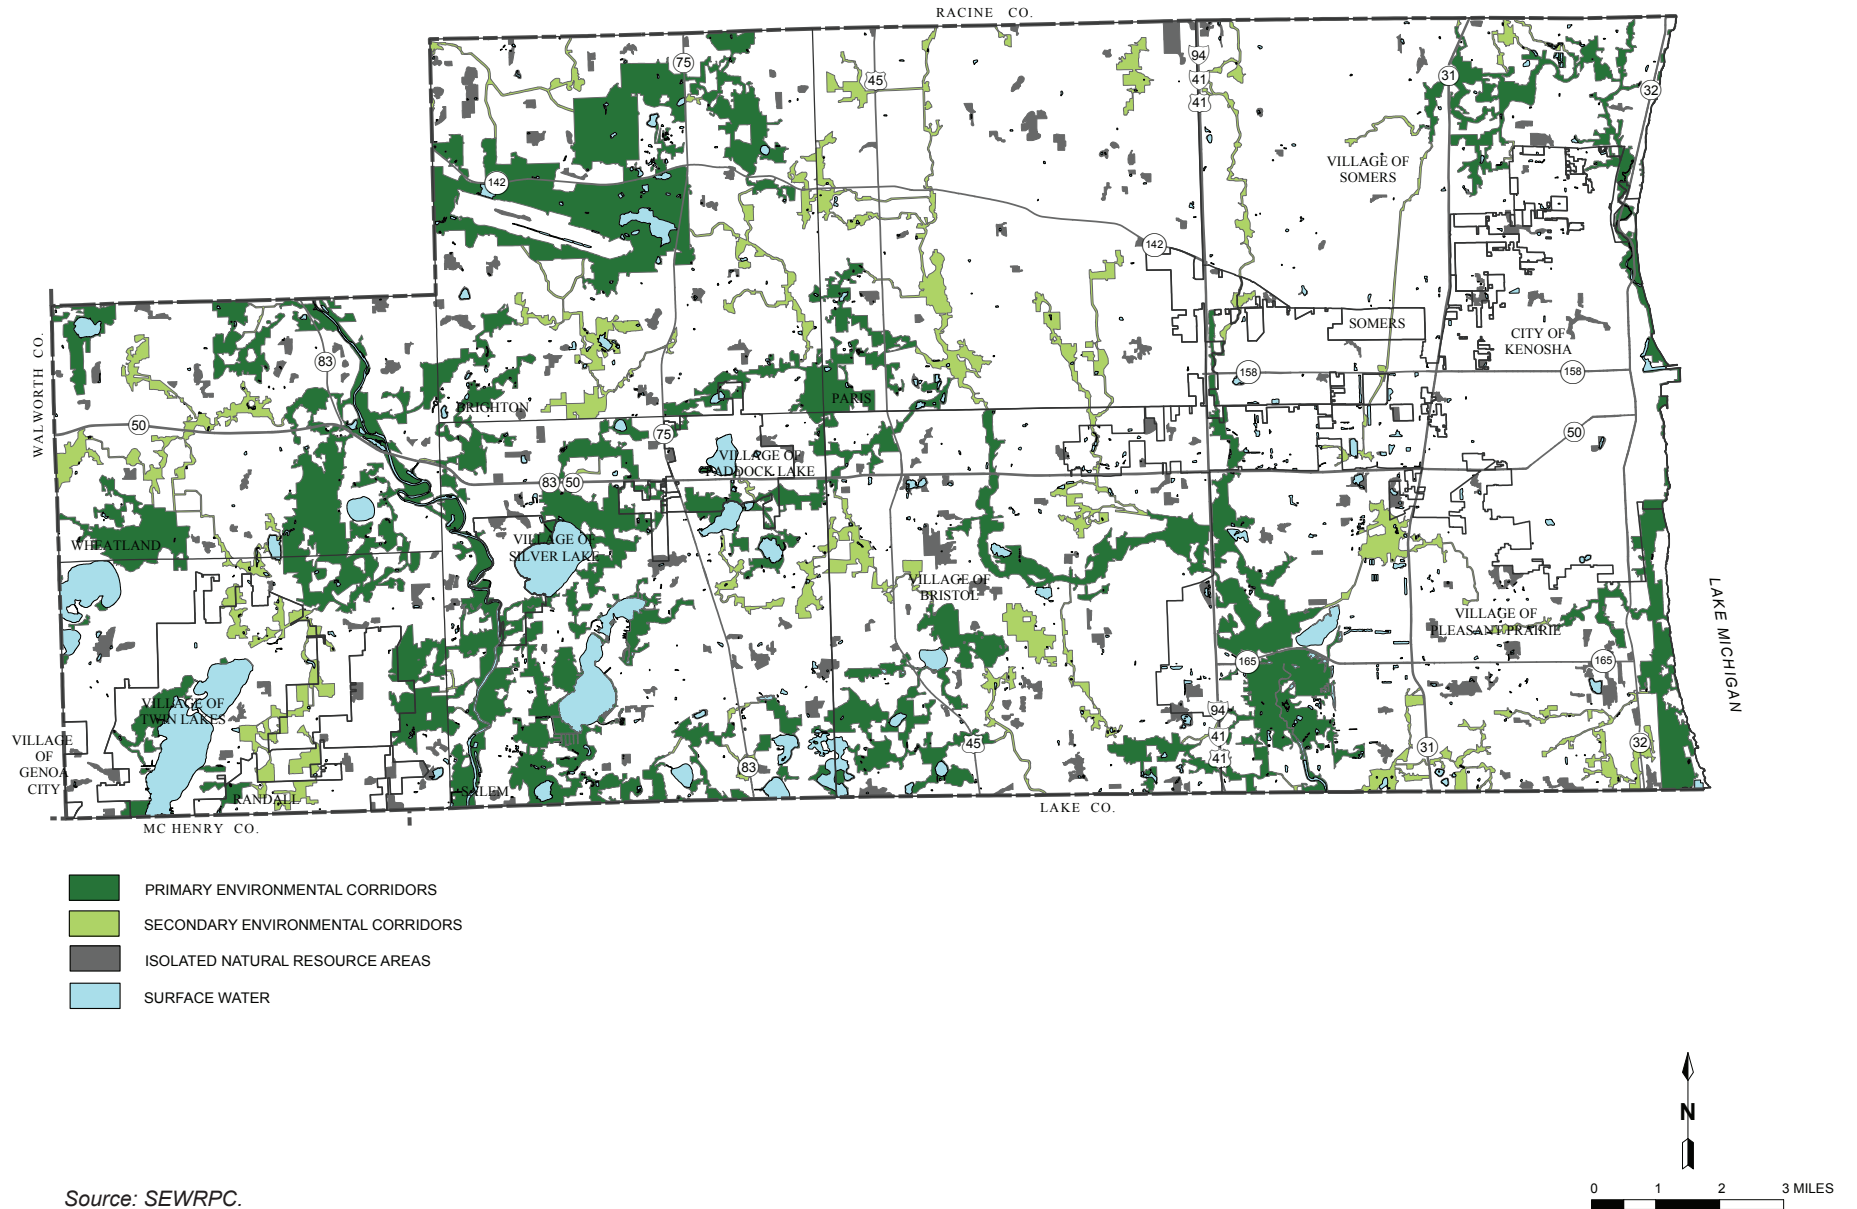 RACINE CO.
75
45
94
41
41
31
32
142
VILLAGE OF
SOMERS
142
WALWORTH CO.
83
SOMERS
CITY OF
KENOSHA
158
158
BRIGHTON
PARIS
50
75
50
VILLAGE OF
PADDOCK LAKE
83
50
WHEATLAND
VILLAGE OF
SILVER LAKE
VILLAGE OF
BRISTOL
VILLAGE OF
PLEASANT PRAIRIE
LAKE MICHIGAN
165
165
VILLAGE OF
TWIN LAKES
VILLAGE
OF
GENOA
CITY
94
41
41
45
31
32
83
RANDALL
SALEM
LAKE CO.
MC HENRY CO.
PRIMARY ENVIRONMENTAL CORRIDORS
SECONDARY ENVIRONMENTAL CORRIDORS
ISOLATED NATURAL RESOURCE AREAS
SURFACE WATER
N
0 1 2 3 MILES
Source: SEWRPC.